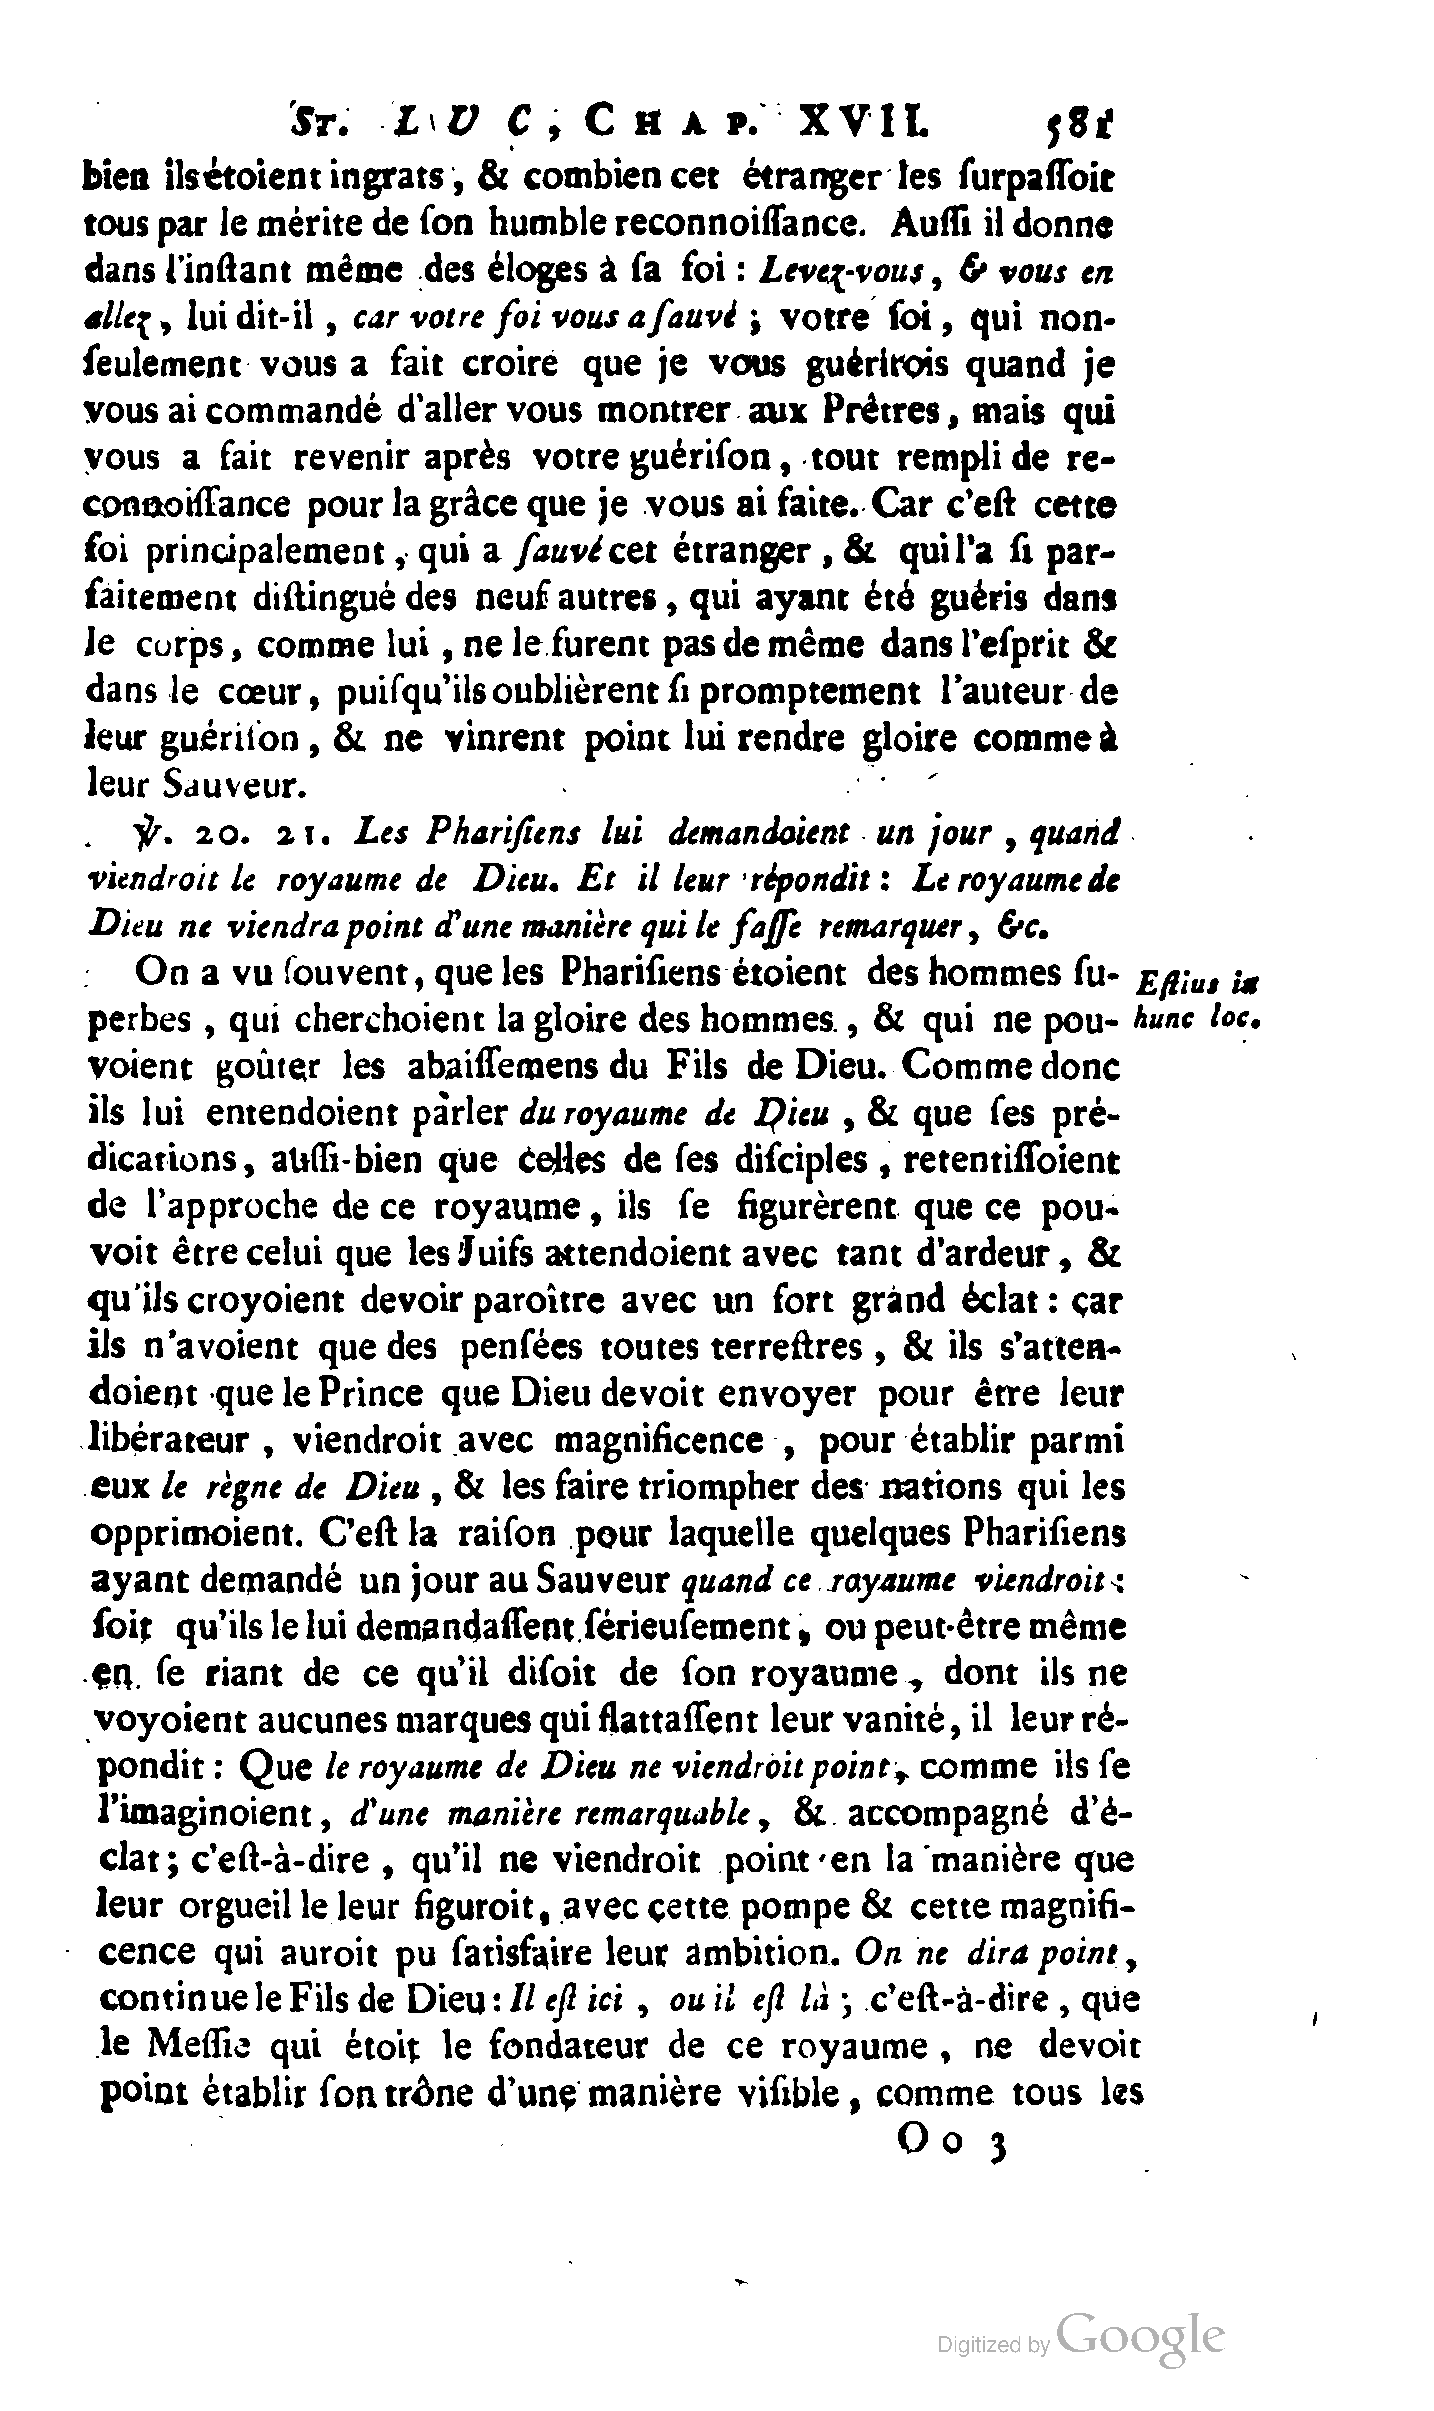 ST. LUC, CHAP. XVII. 581
bien ils étoient ingrats, & combien cet étranger les ſurpaſſoit
tous par le mérite de ſon humble reconnoiſſance. Auſſi il donne
dans l'inſtant même des éloges à ſa foi : Levez-vous, & vous en
allez, lui dit-il, car votre foi vous a ſauvé ; votre foi, qui non-
ſeulement vous a fait croire que je vous guérirois quand je
vous ai commandé d'aller vous montrer aux Prêtres, mais qui
vous a fait revenir après votre guériſon, tout rempli de re-
connoiſſance pour la grâce que je vous ai faite. Car c'eſt cette
foi principalement, qui a ſauvé cet étranger, & qui l'a ſi par-
faitement diſtingué des neuf autres, qui ayant été guéris dans
le corps, comme lui, ne le furent pas de même dans l'eſprit &
dans le cœur, puiſqu'ils oublièrent ſi promptement l'auteur de
leur guériſon, & ne vinrent point lui rendre gloire comme à
leur Sauveur.
℣. 20. 21. Les Phariſiens lui demandoient un jour, quand
viendroit le royaume de Dieu. Et il leur répondit : Le royaume de
Dieu ne viendra point d'une manière qui le faſſe remarquer, &c.
On a vu ſouvent, que les Phariſiens étoient des hommes ſu-
perbes, qui cherchoient la gloire des hommes, & qui ne pou-
voient goûter les abaiſſemens du Fils de Dieu. Comme donc
ils lui entendoient parler du royaume de Dieu, & que ſes pré-
dications, auſſi-bien que celles de ſes diſciples, retentiſſoient
de l'approche de ce royaume, ils ſe figurèrent que ce pou-
voit être celui que les Juifs attendoient avec tant d'ardeur, &
qu'ils croyoient devoir paroître avec un fort grand éclat : car
ils n'avoient que des penſées toutes terreſtres, & ils s'atten-
doient que le Prince que Dieu devoit envoyer pour être leur
libérateur, viendroit avec magnificence, pour établir parmi
eux le règne de Dieu, & les faire triompher des nations qui les
opprimoient. C'eſt la raiſon pour laquelle quelques Phariſiens
ayant demandé un jour au Sauveur quand ce royaume viendroit :
ſoit qu'ils le lui demandaſſent ſérieuſement, ou peut-être même
en ſe riant de ce qu'il diſoit de ſon royaume, dont ils ne
voyoient aucunes marques qui flattaſſent leur vanité, il leur ré-
pondit : Que le royaume de Dieu ne viendroit point, comme ils ſe
l'imaginoient, d'une manière remarquable, & accompagné d'é-
clat ; c'eſt-à-dire, qu'il ne viendroit point en la manière que
leur orgueil le leur figuroit, avec cette pompe & cette magnifi-
cence qui auroit pu ſatisfaire leur ambition. On ne dira point,
continue le Fils de Dieu : Il eſt ici, ou il eſt là ; c'eſt-à-dire, que
le Meſſie qui étoit le fondateur de ce royaume, ne devoit
point établir ſon trône d'une manière viſible, comme tous les
Oo 3
Eſtius in
hunc loc.
Digitized by Google